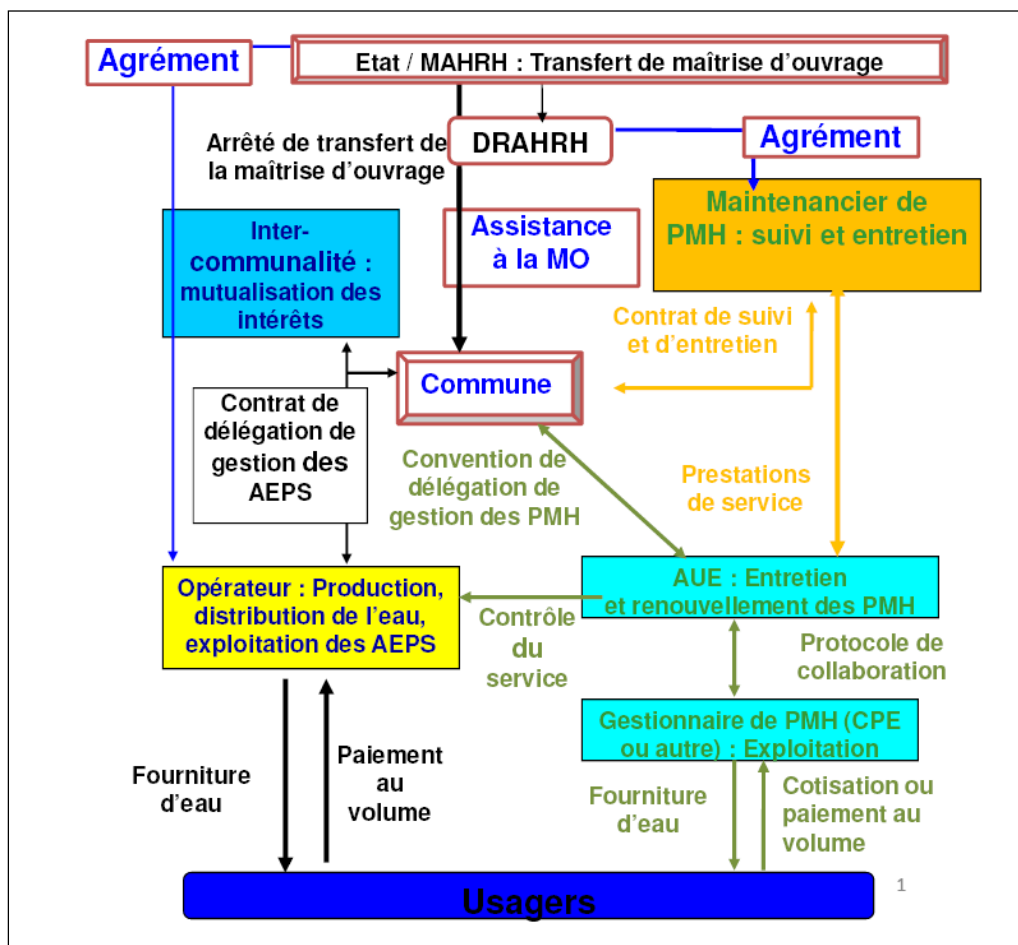 Agrément
Etat / MAHRH : Transfert de maîtrise d'ouvrage
Arrêté de transfert de
la maîtrise d'ouvrage
DRAHRH
Agrément
Maintenancier de
PMH : suivi et entretien
Inter-
communalité :
mutualisation des
intérêts
Assistance
à la MO
Contrat de suivi
et d'entretien
Commune
Contrat de
délégation de
gestion des
AEPS
Convention de
délégation de
gestion des PMH
Prestations
de service
Opérateur : Production,
distribution de l'eau,
exploitation des AEPS
Contrôle
du
service
AUE : Entretien
et renouvellement des PMH
Protocole de
collaboration
Gestionnaire de PMH (CPE
ou autre) : Exploitation
Fourniture
d'eau
Paiement
au
volume
Fourniture
d'eau
Cotisation ou
paiement au
volume
Usagers
1